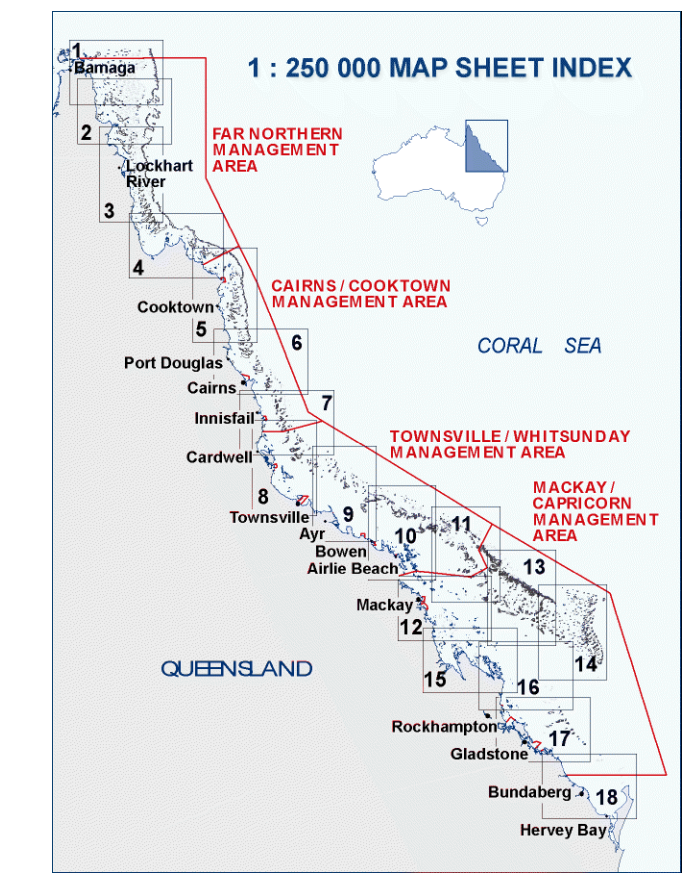 1 : 250 000 MAP SHEET INDEX
1
Bamaga
2
FAR NORTHERN
MANAGEMENT
AREA
Lockhart
River
3
4
CAIRNS / COOKTOWN
MANAGEMENT AREA
Cooktown
5
6
CORAL SEA
Port Douglas
Cairns
7
Innisfail
TOWNSVILLE / WHITSUNDAY
MANAGEMENT AREA
Cardwell
8
MACKAY /
CAPRICORN
MANAGEMENT
AREA
Townsville
9
11
Ayr
10
Bowen
Airlie Beach
13
Mackay
12
14
QUEENSLAND
15
16
Rockhampton
17
Gladstone
Bundaberg
18
Hervey Bay